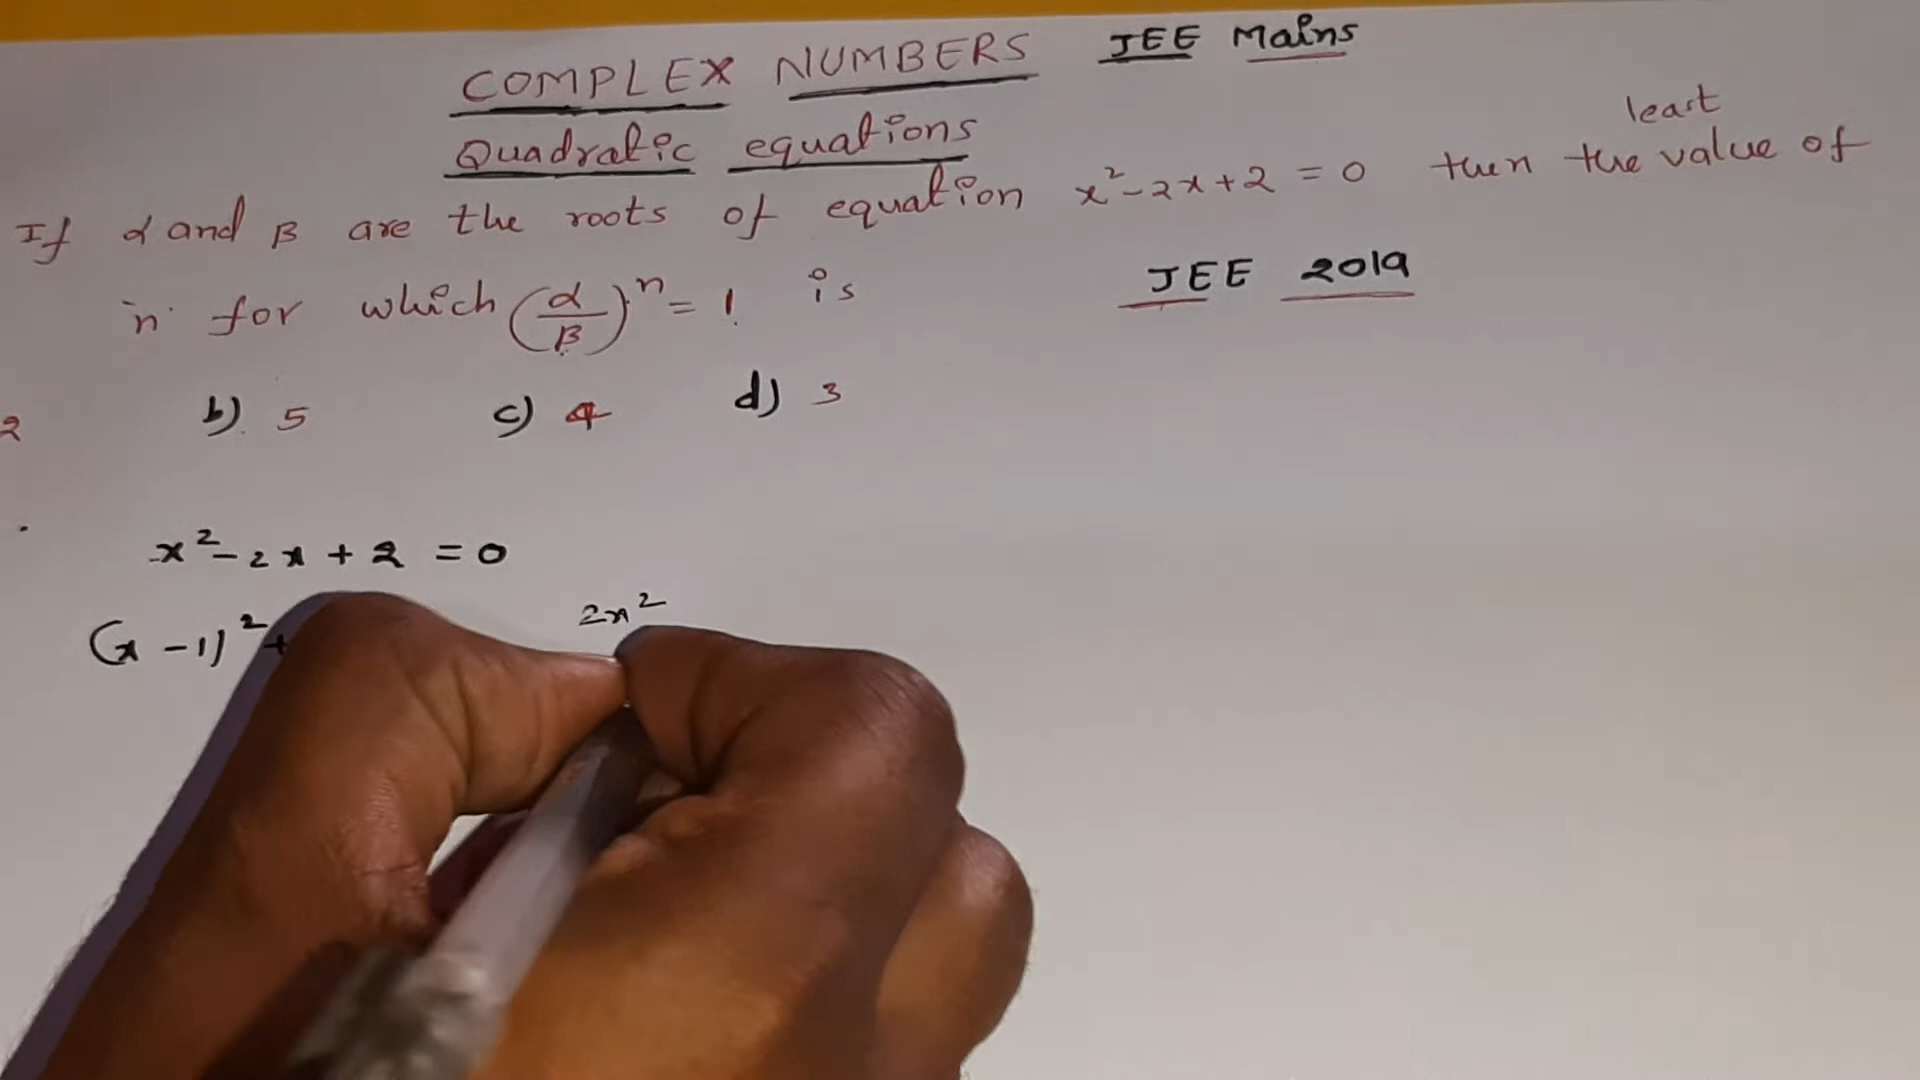 COMPLEX NUMBERS JEE Mains
Quadratic equations
least
If α and β are the roots of equation x²-2x+2 = 0 then the value of
'n' for which (α/β)ⁿ = 1 is
JEE 2019
2 b) 5 c) 4 d) 3
x²-2x+2 = 0
(x-1)²+
2x²